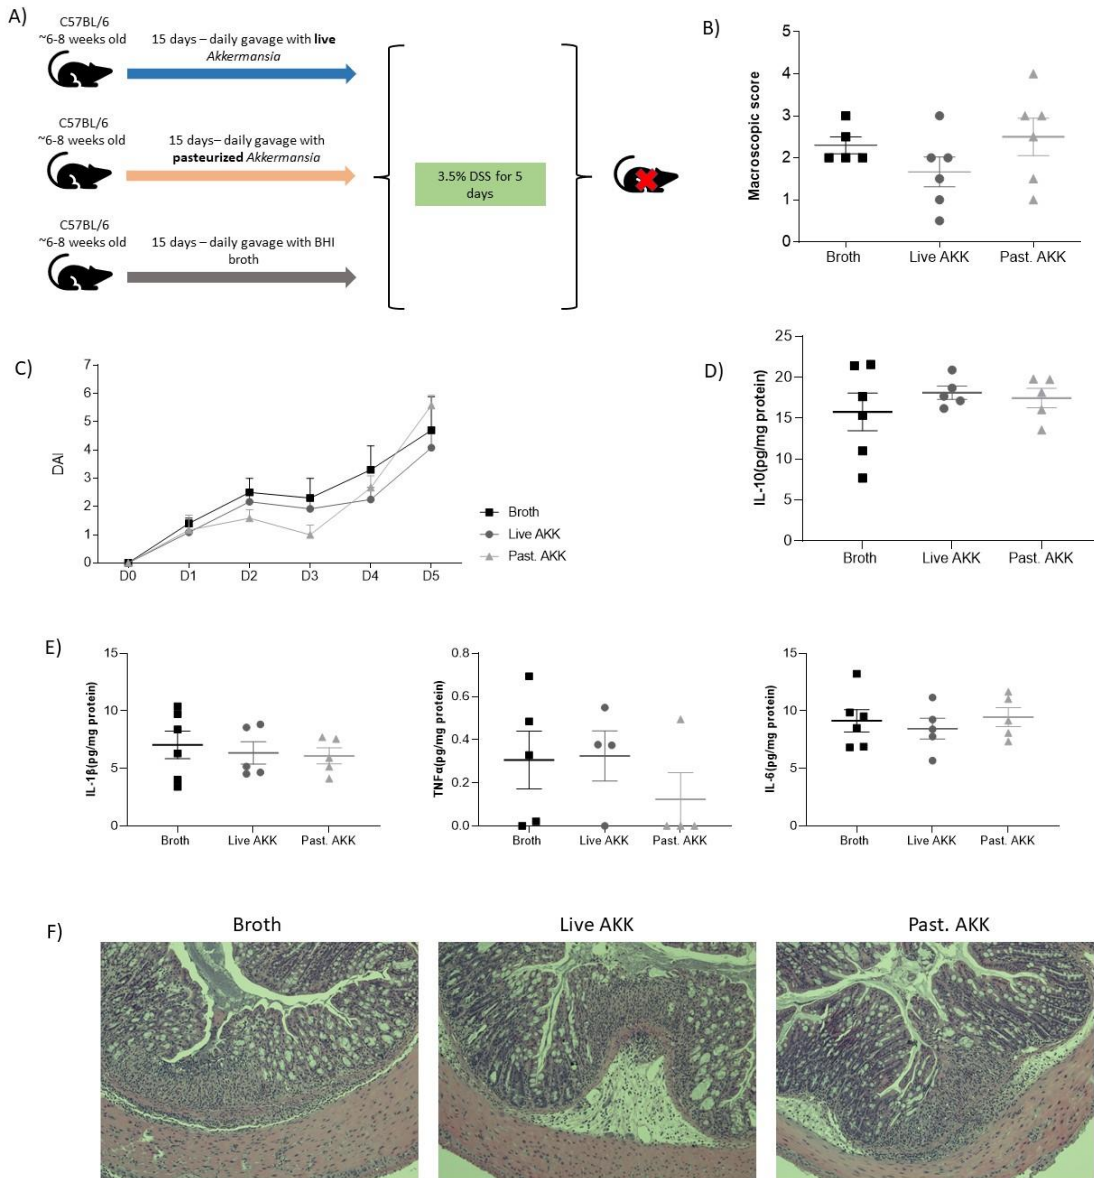 A)
C57BL/6
~6-8 weeks old
15 days – daily gavage with live
Akkermansia
C57BL/6
~6-8 weeks old
15 days– daily gavage with
pasteurized Akkermansia
C57BL/6
~6-8 weeks old
15 days – daily gavage with BHI
broth
3.5% DSS for 5
days
B)
Macroscopic score
5
4
3
2
1
0
Broth
Live AKK
Past. AKK
C)
DAI
7
6
5
4
3
2
1
0
D0
D1
D2
D3
D4
D5
Broth
Live AKK
Past. AKK
D)
IL-10(pg/mg protein)
25
20
15
10
5
0
Broth
Live AKK
Past. AKK
E)
IL-1β(pg/mg protein)
15
10
5
0
Broth
Live AKK
Past. AKK
TNFα(pg/mg protein)
0.8
0.6
0.4
0.2
0.0
Broth
Live AKK
Past. AKK
IL-6(pg/mg protein)
15
10
5
0
Broth
Live AKK
Past. AKK
F)
Broth
Live AKK
Past. AKK